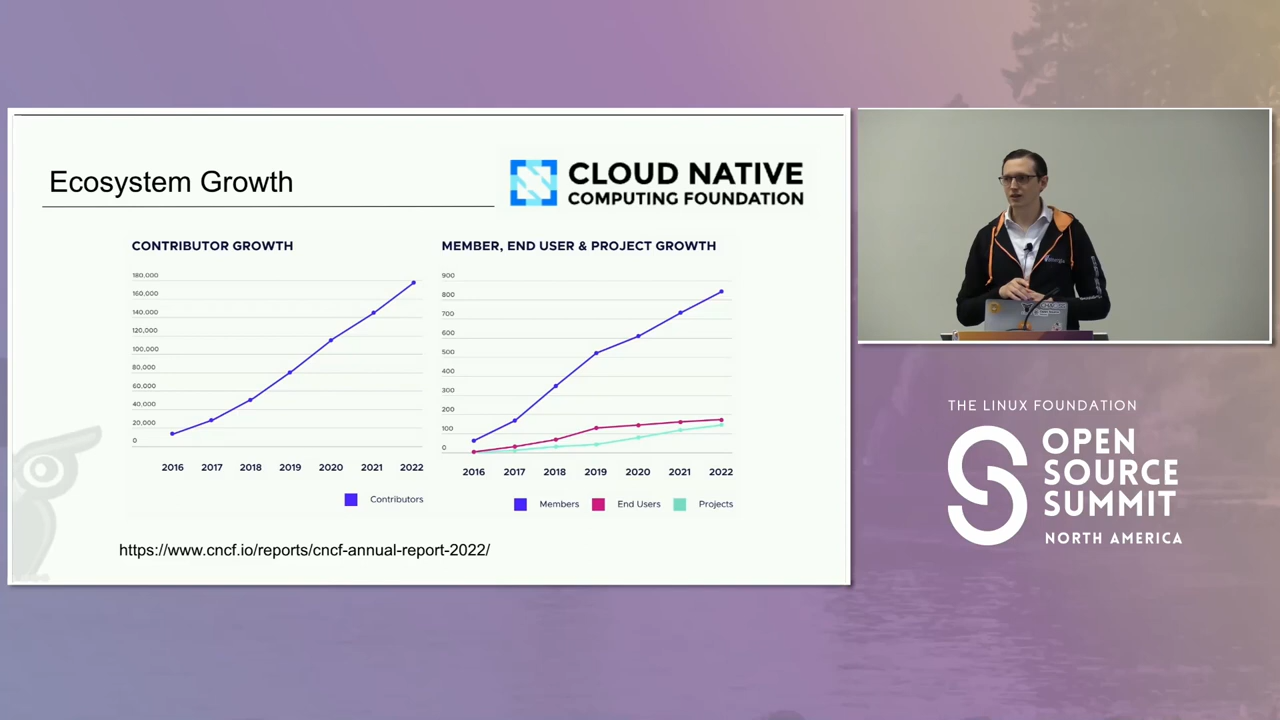 Ecosystem Growth
CLOUD NATIVE
COMPUTING FOUNDATION
CONTRIBUTOR GROWTH
180,000
160,000
140,000
120,000
100,000
80,000
60,000
40,000
20,000
0
2016 2017 2018 2019 2020 2021 2022
Contributors
MEMBER, END USER & PROJECT GROWTH
900
800
700
600
500
400
300
200
100
0
2016 2017 2018 2019 2020 2021 2022
Members End Users Projects
https://www.cncf.io/reports/cncf-annual-report-2022/
THE LINUX FOUNDATION
OPEN
SOURCE
SUMMIT
NORTH AMERICA